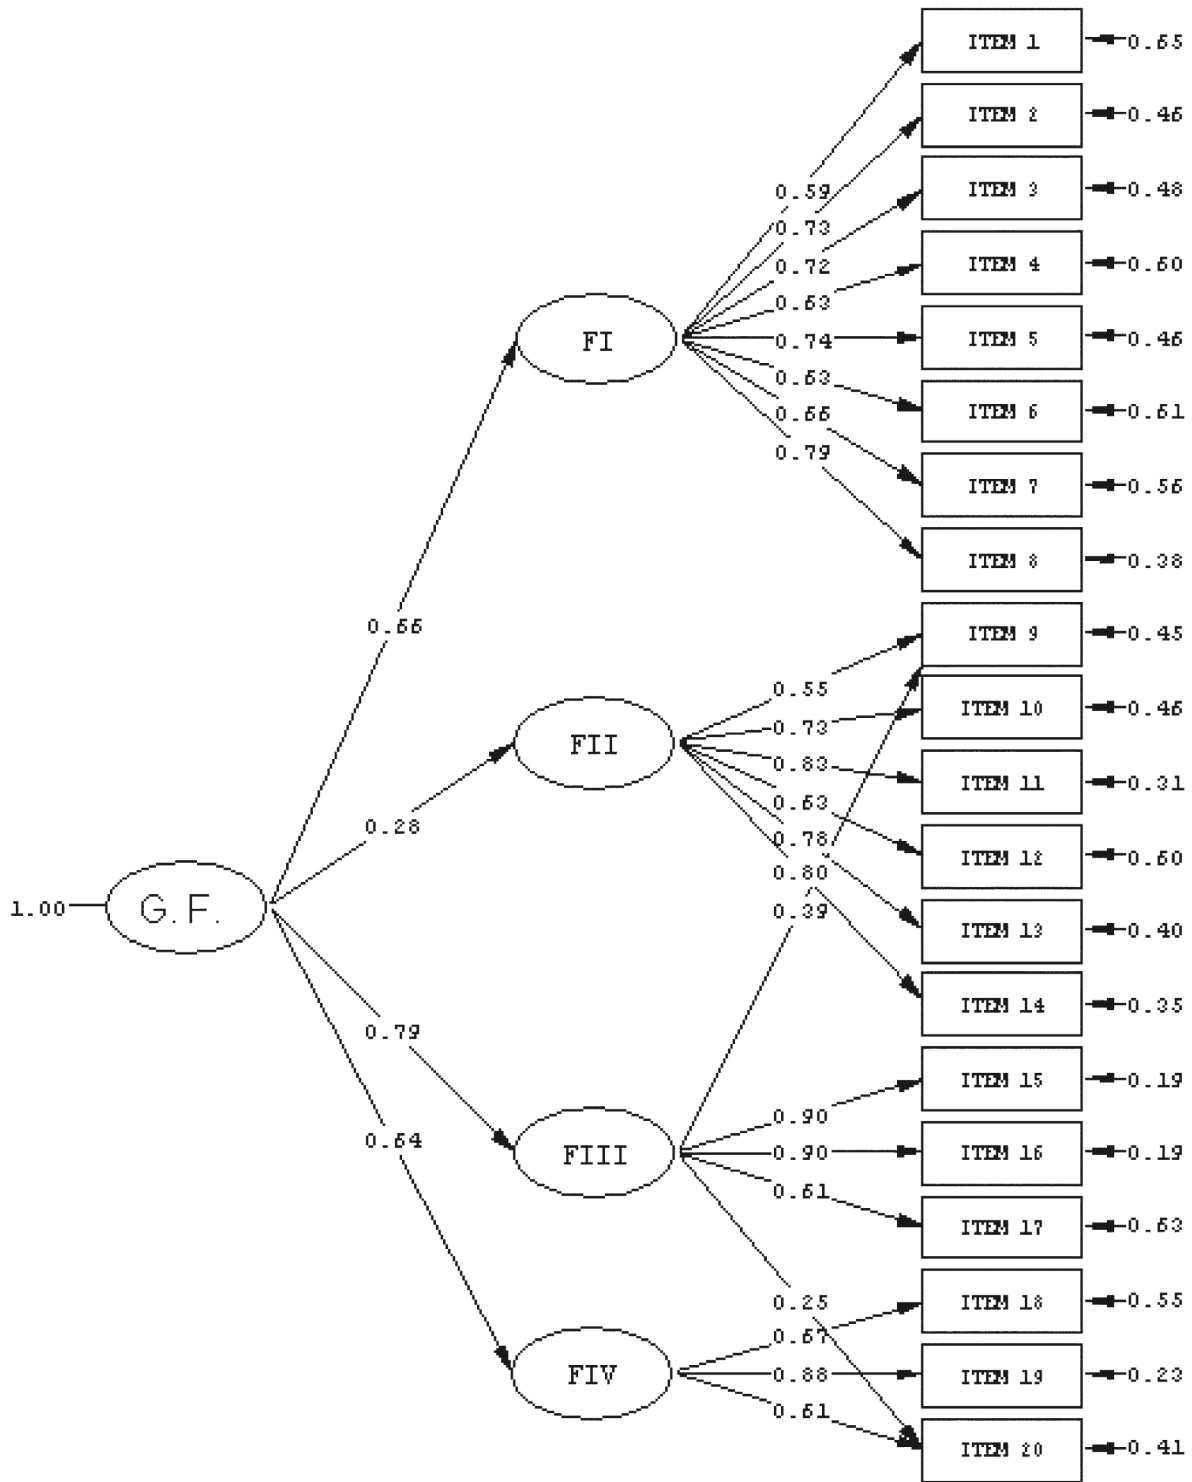 ITEM 1 0.65
ITEM 2 0.46
ITEM 3 0.48
0.59
0.73
ITEM 4 0.60
0.72
0.63
FI 0.74 ITEM 5 0.46
0.63
ITEM 6 0.61
0.66
0.79
ITEM 7 0.56
ITEM 8 0.38
0.66
ITEM 9 0.45
0.55
ITEM 10 0.46
0.73
FII
0.83 ITEM 11 0.31
0.63
0.28
0.78
ITEM 12 0.60
0.80
1.00 G.F.
0.39
ITEM 13 0.40
ITEM 14 0.35
0.79
ITEM 15 0.19
0.90
0.64
FIII 0.90 ITEM 16 0.19
0.61
ITEM 17 0.63
0.25 ITEM 18 0.55
0.67
FIV 0.88 ITEM 19 0.23
0.61
ITEM 20 0.41